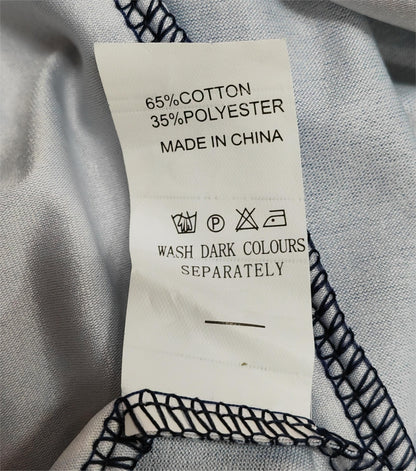 65%COTTON
35%POLYESTER
MADE IN CHINA
P
WASH DARK COLOURS
SEPARATELY